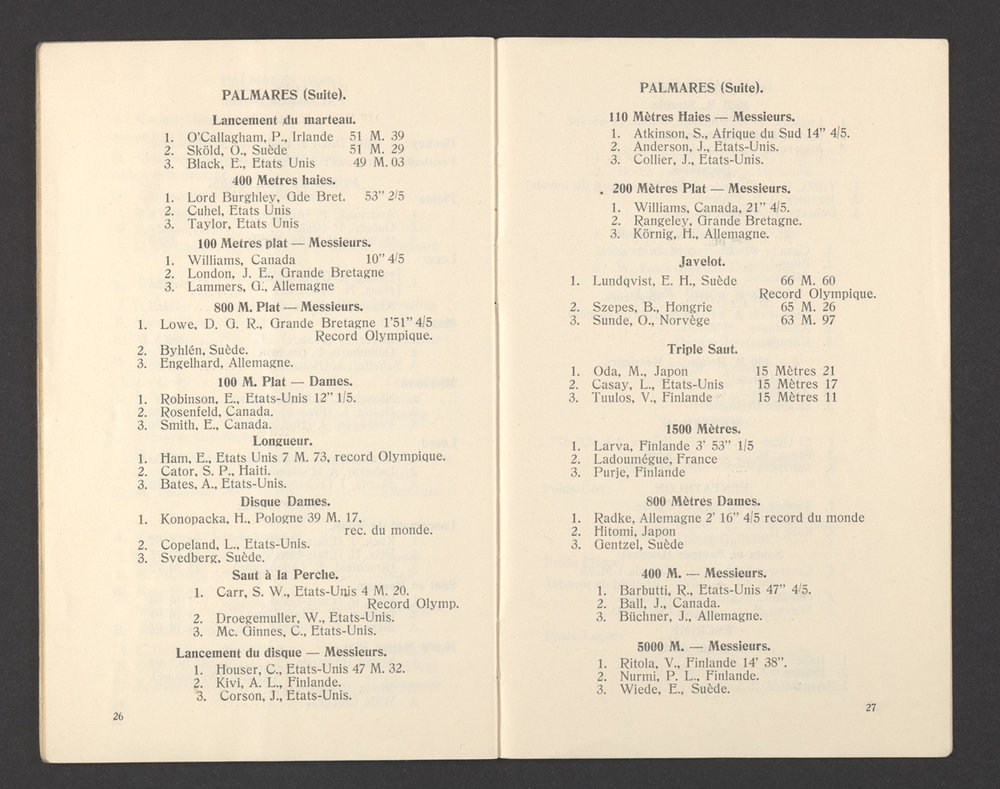 PALMARES (Suite).
Lancement du marteau.
1. O'Callagham, P., Irlande 51 M. 39
2. Sköld, O., Suède 51 M. 29
3. Black, E., Etats Unis 49 M. 03
400 Metres haies.
1. Lord Burghley, Gde Bret. 53" 2/5
2. Cuhel, Etats Unis
3. Taylor, Etats Unis
100 Metres plat — Messieurs.
1. Williams, Canada 10" 4/5
2. London, J. E., Grande Bretagne
3. Lammers, G., Allemagne
800 M. Plat — Messieurs.
1. Lowe, D. G. R., Grande Bretagne 1'51" 4/5
Record Olympique.
2. Byhlén, Suède.
3. Engelhard, Allemagne.
100 M. Plat — Dames.
1. Robinson, E., Etats-Unis 12" 1/5.
2. Rosenfeld, Canada.
3. Smith, E., Canada.
Longueur.
1. Ham, E., Etats Unis 7 M. 73, record Olympique.
2. Cator, S. P., Haiti.
3. Bates, A., Etats-Unis.
Disque Dames.
1. Konopacka, H., Pologne 39 M. 17,
rec. du monde.
2. Copeland, L., Etats-Unis.
3. Svedberg, Suède.
Saut à la Perche.
1. Carr, S. W., Etats-Unis 4 M. 20.
Record Olymp.
2. Droegemuller, W., Etats-Unis.
3. Mc. Ginnes, C., Etats-Unis.
Lancement du disque — Messieurs.
1. Houser, C., Etats-Unis 47 M. 32.
2. Kivi, A. L., Finlande.
3. Corson, J., Etats-Unis.
26
PALMARES (Suite).
110 Mètres Haies — Messieurs.
1. Atkinson, S., Afrique du Sud 14" 4/5.
2. Anderson, J., Etats-Unis.
3. Collier, J., Etats-Unis.
200 Mètres Plat — Messieurs.
1. Williams, Canada, 21" 4/5.
2. Rangeley, Grande Bretagne.
3. Körnig, H., Allemagne.
Javelot.
1. Lundqvist, E. H., Suède 66 M. 60
Record Olympique.
2. Szepes, B., Hongrie 65 M. 26
3. Sunde, O., Norvège 63 M. 97
Triple Saut.
1. Oda, M., Japon 15 Mètres 21
2. Casay, L., Etats-Unis 15 Mètres 17
3. Tuulos, V., Finlande 15 Mètres 11
1500 Mètres.
1. Larva, Finlande 3' 53" 1/5
2. Ladoumégue, France
3. Purje, Finlande
800 Mètres Dames.
1. Radke, Allemagne 2' 16" 4/5 record du monde
2. Hitomi, Japon
3. Gentzel, Suède
400 M. — Messieurs.
1. Barbutti, R., Etats-Unis 47" 4/5.
2. Ball, J., Canada.
3. Büchner, J., Allemagne.
5000 M. — Messieurs.
1. Ritola, V., Finlande 14' 38".
2. Nurmi, P. L., Finlande.
3. Wiede, E., Suède.
27